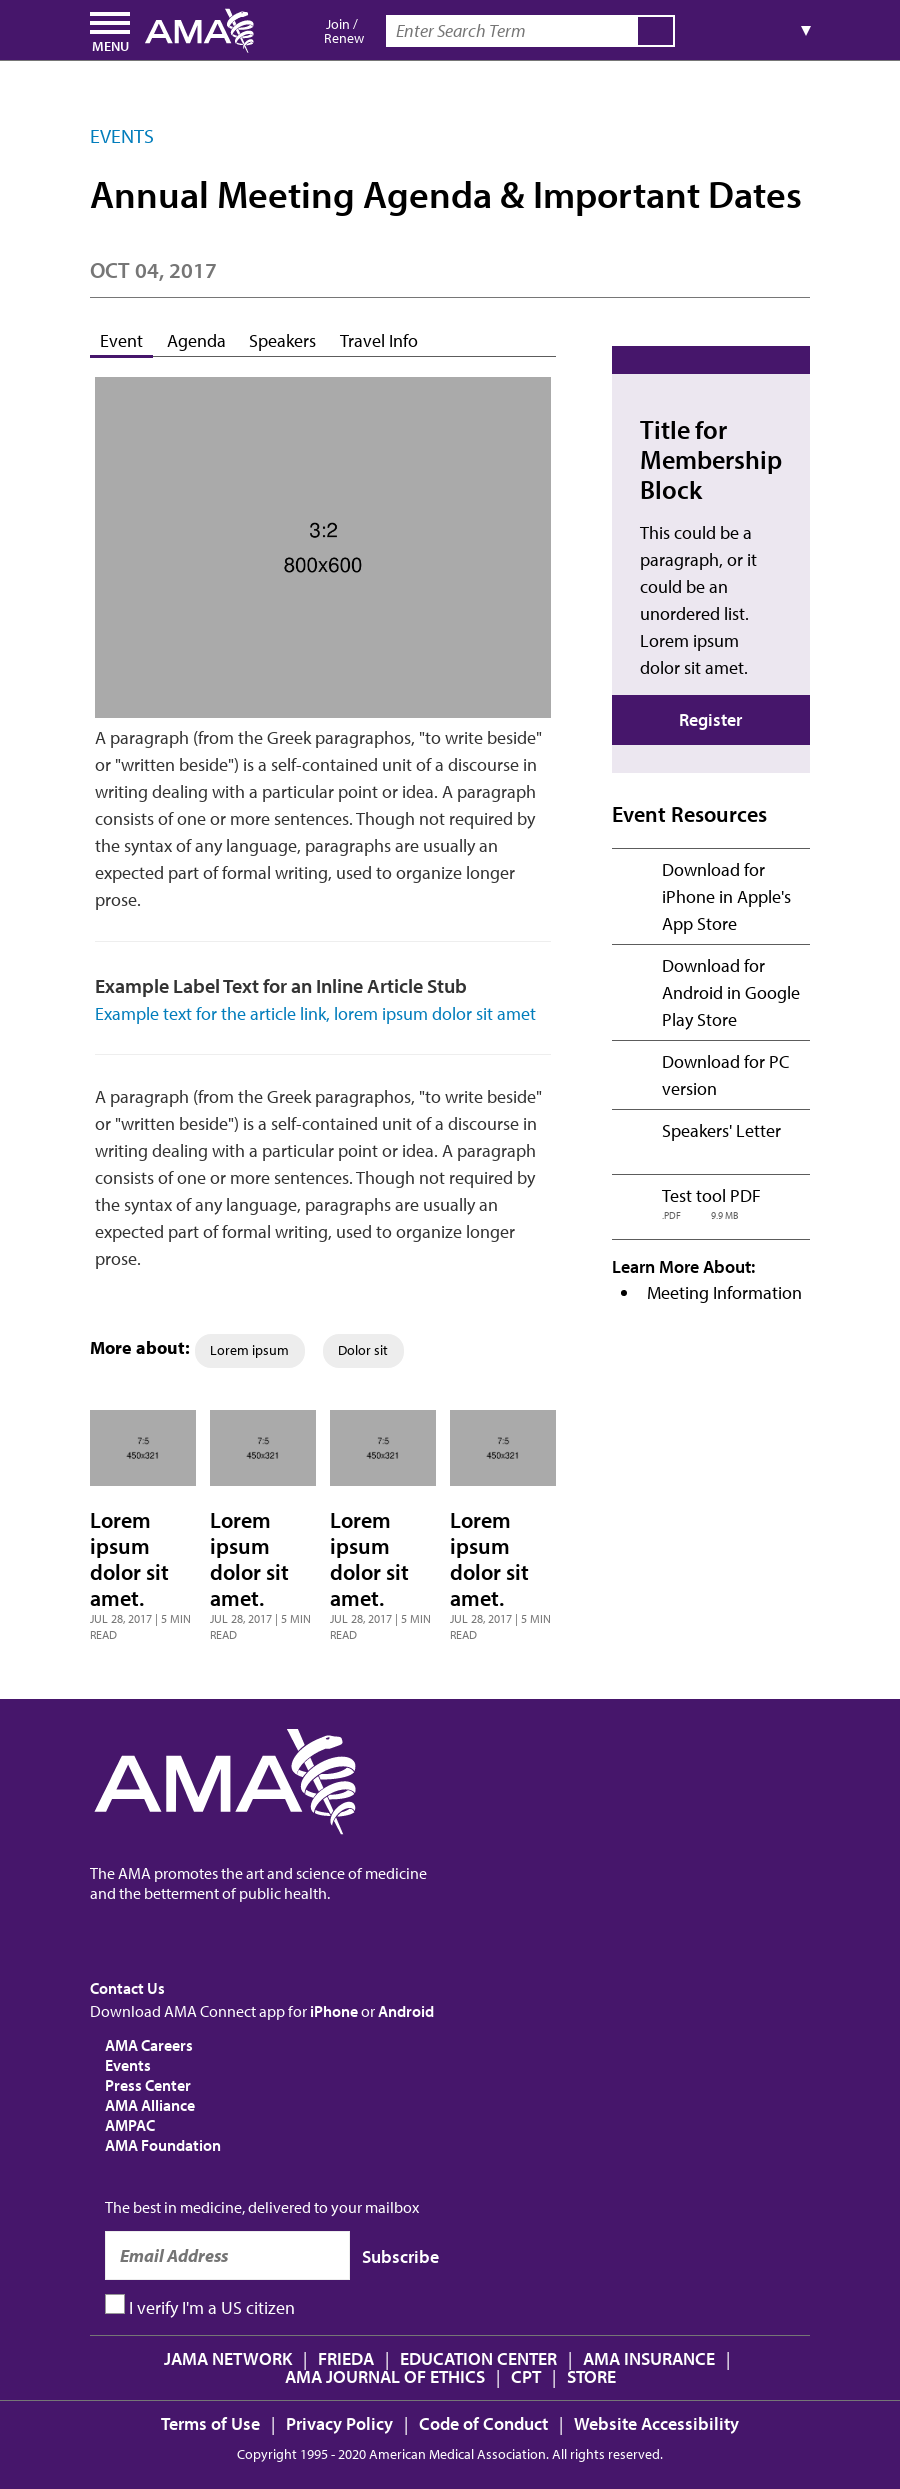 MENU
AMA
Join /
Renew
Enter Search Term
▼
EVENTS
Annual Meeting Agenda & Important Dates
OCT 04, 2017
Event Agenda Speakers Travel Info
3:2
800x600
A paragraph (from the Greek paragraphos, "to write beside"
or "written beside") is a self-contained unit of a discourse in
writing dealing with a particular point or idea. A paragraph
consists of one or more sentences. Though not required by
the syntax of any language, paragraphs are usually an
expected part of formal writing, used to organize longer
prose.
Example Label Text for an Inline Article Stub
Example text for the article link, lorem ipsum dolor sit amet
A paragraph (from the Greek paragraphos, "to write beside"
or "written beside") is a self-contained unit of a discourse in
writing dealing with a particular point or idea. A paragraph
consists of one or more sentences. Though not required by
the syntax of any language, paragraphs are usually an
expected part of formal writing, used to organize longer
prose.
More about: Lorem ipsum Dolor sit
7:5
450x321
Lorem
ipsum
dolor sit
amet.
JUL 28, 2017 | 5 MIN
READ
7:5
450x321
Lorem
ipsum
dolor sit
amet.
JUL 28, 2017 | 5 MIN
READ
7:5
450x321
Lorem
ipsum
dolor sit
amet.
JUL 28, 2017 | 5 MIN
READ
7:5
450x321
Lorem
ipsum
dolor sit
amet.
JUL 28, 2017 | 5 MIN
READ
Title for
Membership
Block
This could be a
paragraph, or it
could be an
unordered list.
Lorem ipsum
dolor sit amet.
Register
Event Resources
Download for
iPhone in Apple's
App Store
Download for
Android in Google
Play Store
Download for PC
version
Speakers' Letter
Test tool PDF
.PDF 9.9 MB
Learn More About:
• Meeting Information
AMA
The AMA promotes the art and science of medicine
and the betterment of public health.
Contact Us
Download AMA Connect app for iPhone or Android
AMA Careers
Events
Press Center
AMA Alliance
AMPAC
AMA Foundation
The best in medicine, delivered to your mailbox
Email Address Subscribe
I verify I'm a US citizen
JAMA NETWORK | FRIEDA | EDUCATION CENTER | AMA INSURANCE |
AMA JOURNAL OF ETHICS | CPT | STORE
Terms of Use | Privacy Policy | Code of Conduct | Website Accessibility
Copyright 1995 - 2020 American Medical Association. All rights reserved.